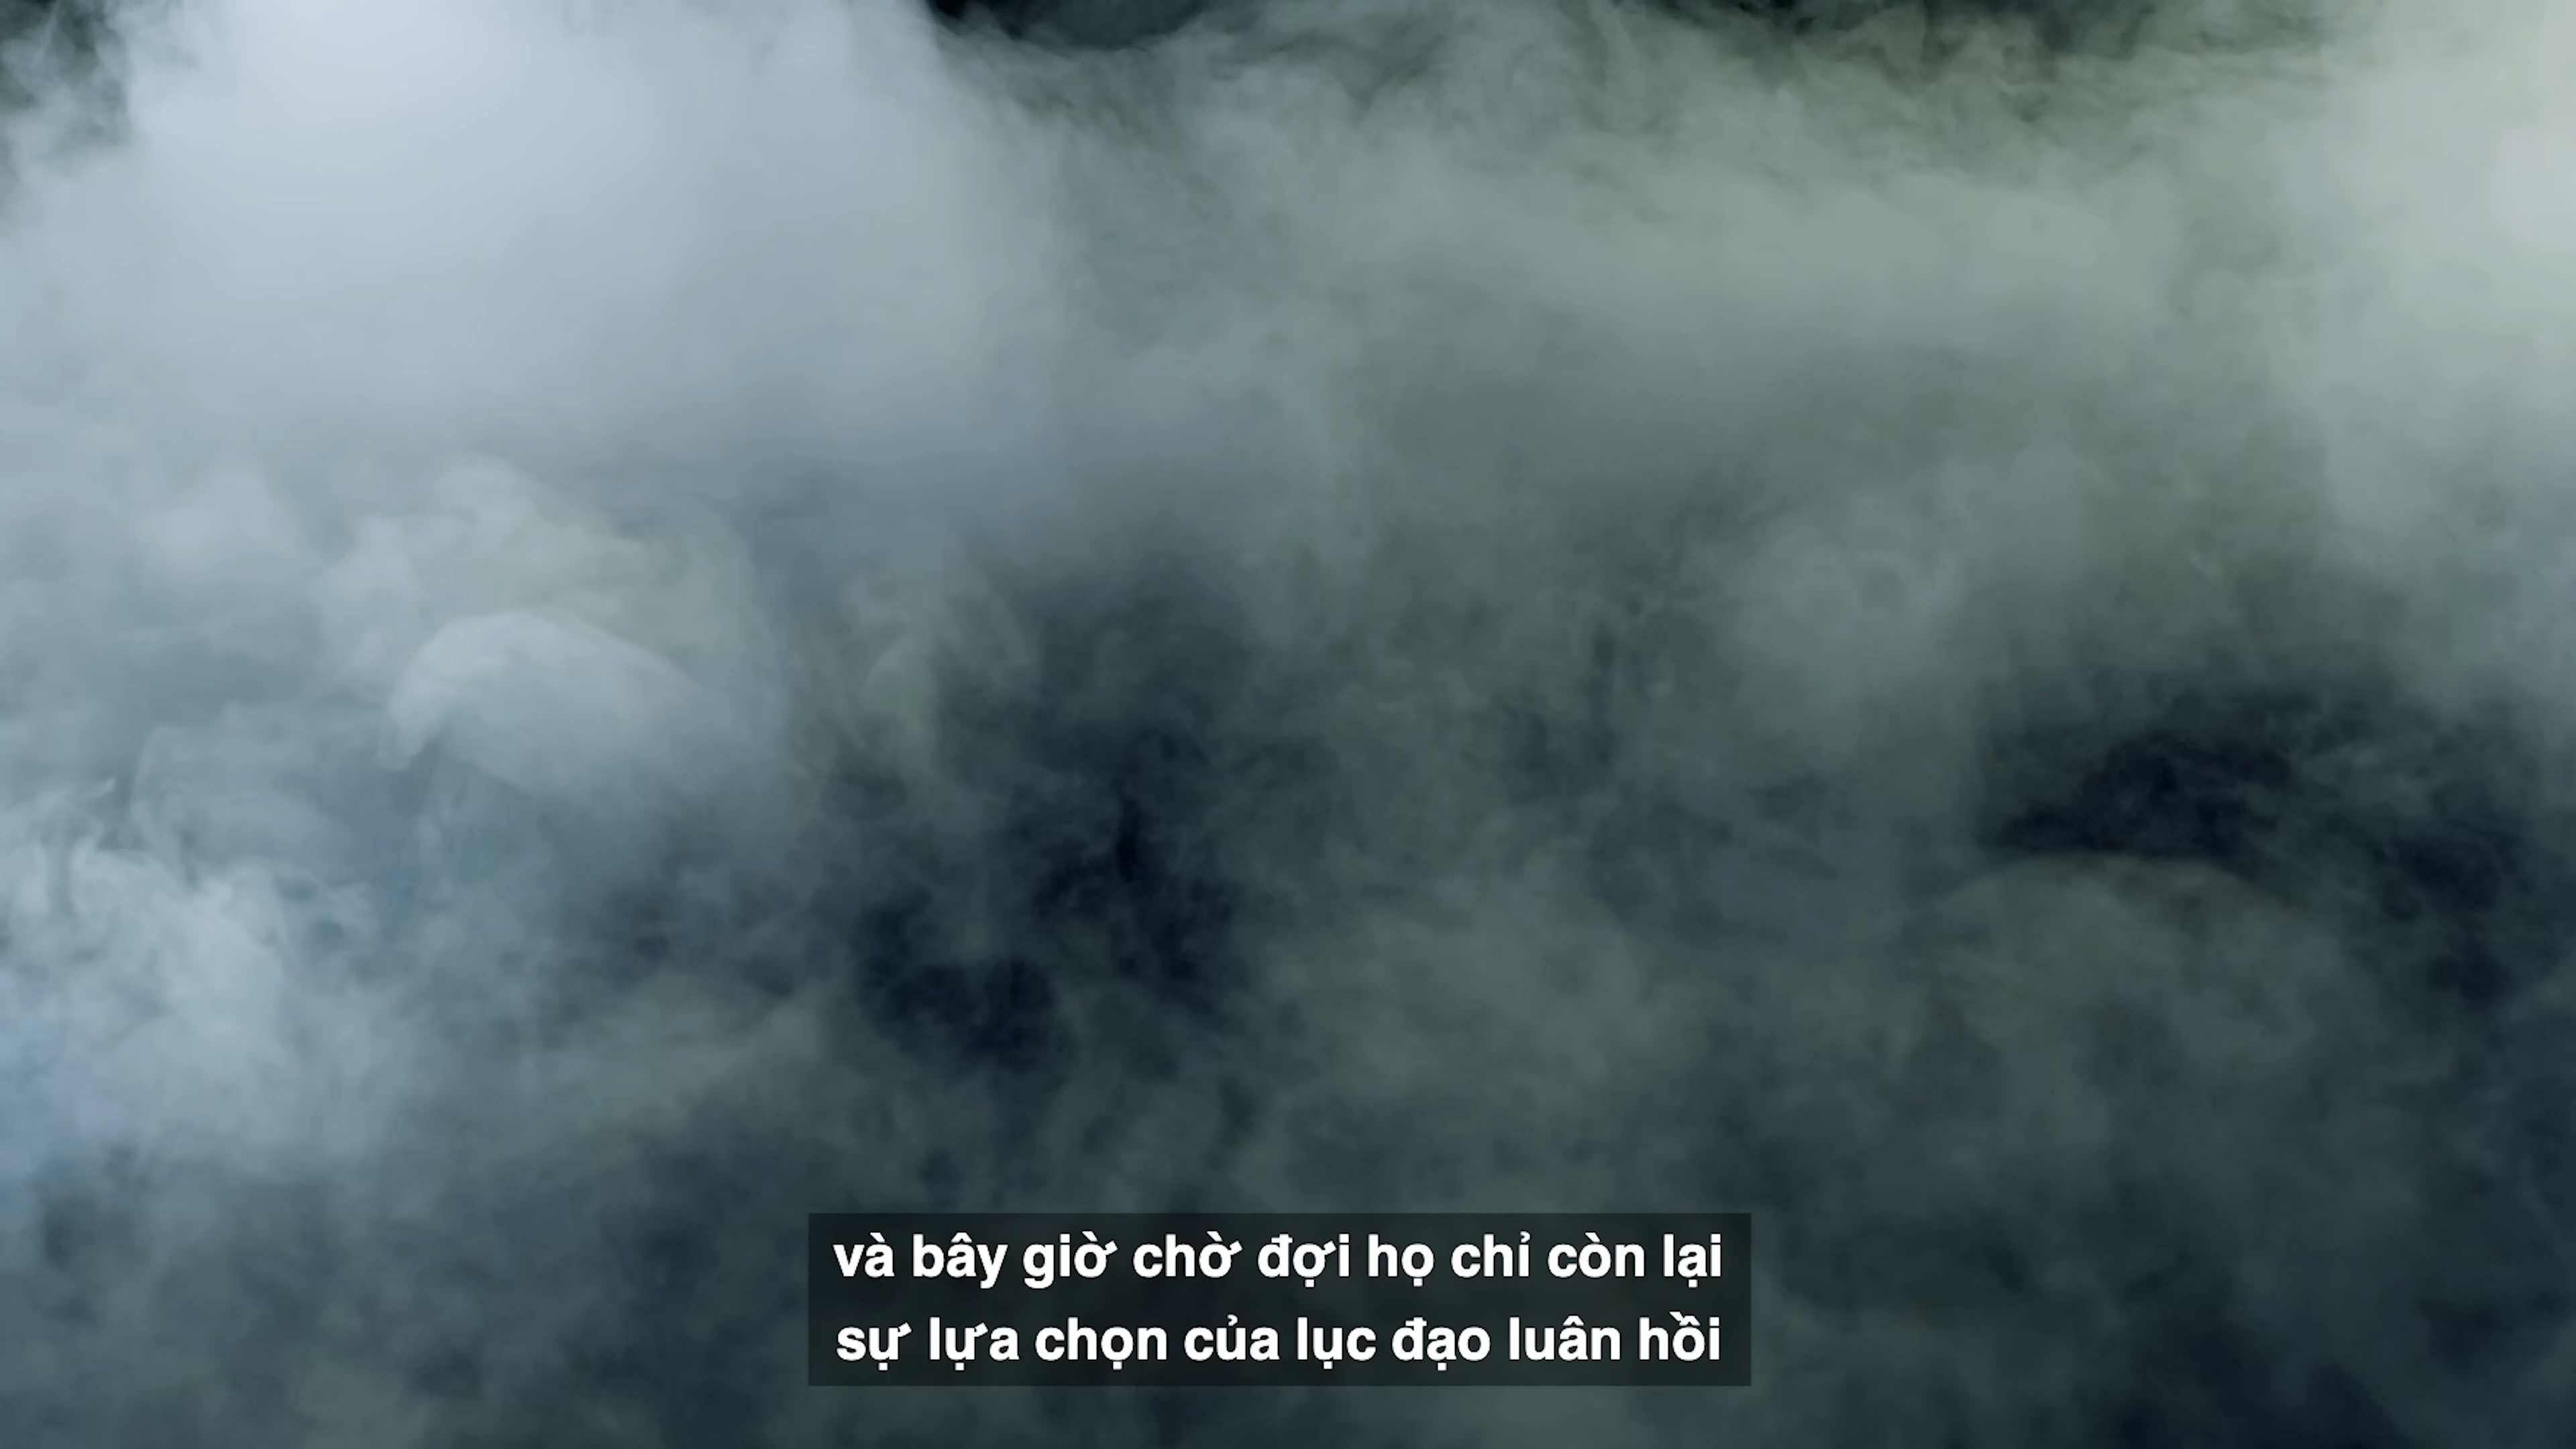 và bây giờ chờ đợi họ chỉ còn lại
sự lựa chọn của lục đạo luân hồi